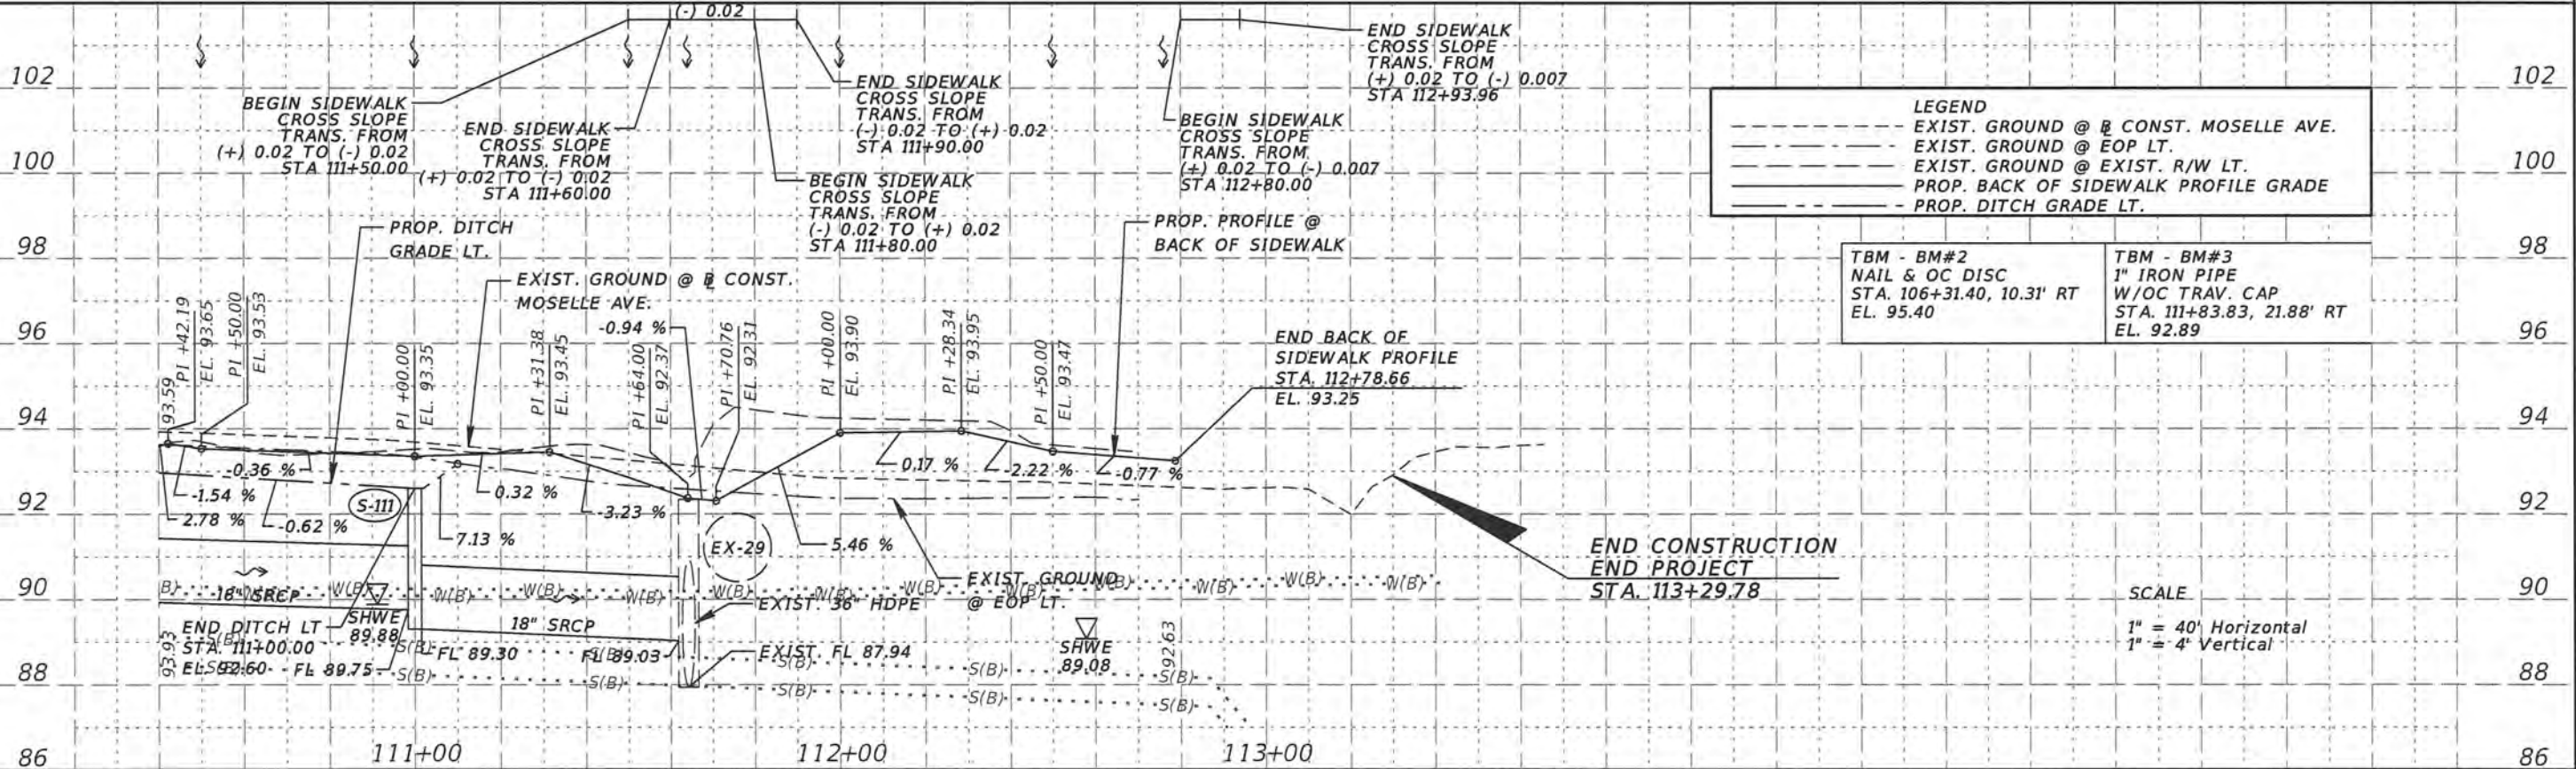 (-) 0.02
102
100
98
96
94
92
90
88
86
BEGIN SIDEWALK
CROSS SLOPE
TRANS. FROM
(+) 0.02 TO (-) 0.02
STA 111+50.00
END SIDEWALK
CROSS SLOPE
TRANS. FROM
(+) 0.02 TO (-) 0.02
STA 111+60.00
END SIDEWALK
CROSS SLOPE
TRANS. FROM
(-) 0.02 TO (+) 0.02
STA 111+90.00
BEGIN SIDEWALK
CROSS SLOPE
TRANS. FROM
(-) 0.02 TO (+) 0.02
STA 111+80.00
END SIDEWALK
CROSS SLOPE
TRANS. FROM
(+) 0.02 TO (-) 0.007
STA 112+93.96
BEGIN SIDEWALK
CROSS SLOPE
TRANS. FROM
(+) 0.02 TO (-) 0.007
STA 112+80.00
LEGEND
EXIST. GROUND @ ℄ CONST. MOSELLE AVE.
EXIST. GROUND @ EOP LT.
EXIST. GROUND @ EXIST. R/W LT.
PROP. BACK OF SIDEWALK PROFILE GRADE
PROP. DITCH GRADE LT.
TBM - BM#2
NAIL & OC DISC
STA. 106+31.40, 10.31' RT
EL. 95.40
TBM - BM#3
1" IRON PIPE
W/OC TRAV. CAP
STA. 111+83.83, 21.88' RT
EL. 92.89
PROP. DITCH
GRADE LT.
EXIST. GROUND @ ℄ CONST.
MOSELLE AVE.
PROP. PROFILE @
BACK OF SIDEWALK
END BACK OF
SIDEWALK PROFILE
STA. 112+78.66
EL. 93.25
93.59
PI +42.19
EL. 93.65
PI +50.00
EL. 93.53
PI +00.00
EL. 93.35
PI +31.38
EL. 93.45
-0.94 %
PI +64.00
EL. 92.37
PI +70.76
EL. 92.31
PI +00.00
EL. 93.90
PI +28.34
EL. 93.95
PI +50.00
EL. 93.47
-0.36 %
-1.54 %
2.78 %
-0.62 %
S-111
7.13 %
0.32 %
-3.23 %
EX-29
5.46 %
0.17 %
-2.22 %
-0.77 %
EXIST. GROUND
@ EOP LT.
END CONSTRUCTION
END PROJECT
STA. 113+29.78
B)
W(B)
W(B)
W(B)
W(B)
W(B)
W(B)
W(B)
W(B)
W(B)
W(B)
W(B)
W(B)
W(B)
18" SRCP
18" SRCP
EXIST. 36" HDPE
END DITCH LT
STA. 111+00.00
EL. 92.60
SHWE
89.88
FL 89.75
FL 89.30
FL 89.03
EXIST. FL 87.94
SHWE
89.08
93.93
92.63
S(B)
S(B)
S(B)
S(B)
S(B)
S(B)
S(B)
S(B)
S(B)
S(B)
S(B)
S(B)
SCALE
1" = 40' Horizontal
1" = 4' Vertical
102
100
98
96
94
92
90
88
86
111+00
112+00
113+00